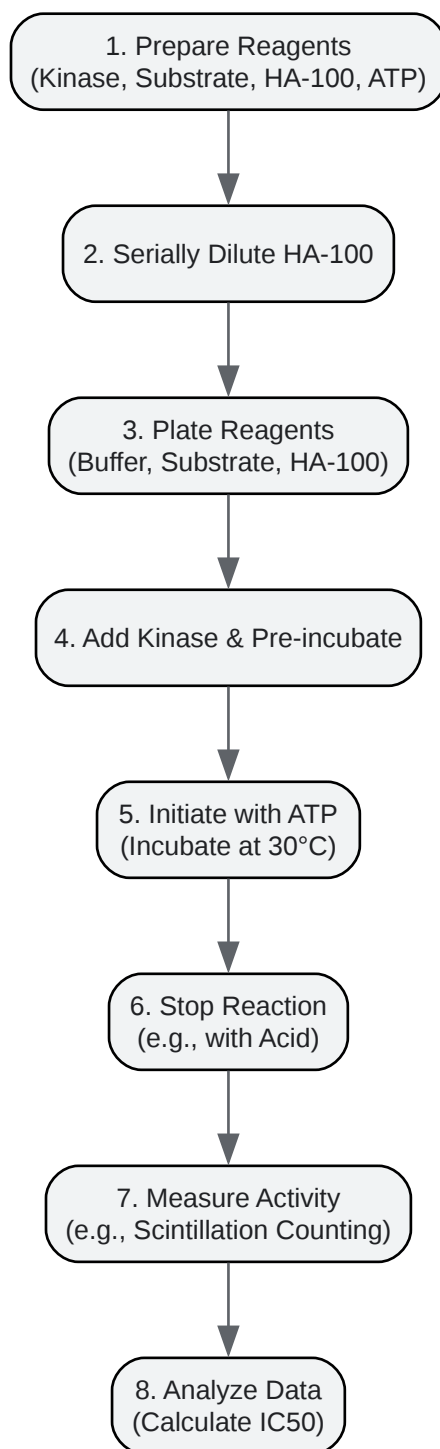 1. Prepare Reagents
(Kinase, Substrate, HA-100, ATP)
2. Serially Dilute HA-100
3. Plate Reagents
(Buffer, Substrate, HA-100)
4. Add Kinase & Pre-incubate
5. Initiate with ATP
(Incubate at 30°C)
6. Stop Reaction
(e.g., with Acid)
7. Measure Activity
(e.g., Scintillation Counting)
8. Analyze Data
(Calculate IC50)